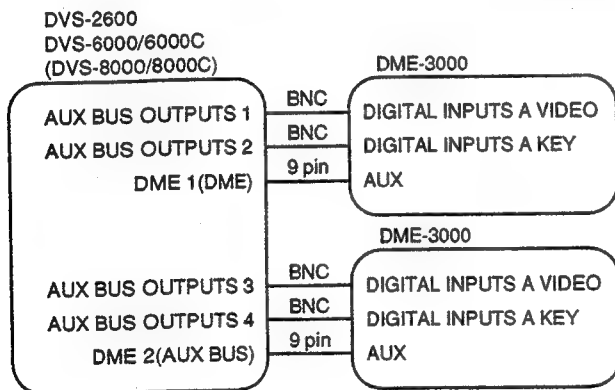 DVS-2600
DVS-6000/6000C
(DVS-8000/8000C)
DME-3000
AUX BUS OUTPUTS 1
BNC
DIGITAL INPUTS A VIDEO
AUX BUS OUTPUTS 2
BNC
DIGITAL INPUTS A KEY
DME 1(DME)
9 pin
AUX
DME-3000
AUX BUS OUTPUTS 3
BNC
DIGITAL INPUTS A VIDEO
AUX BUS OUTPUTS 4
BNC
DIGITAL INPUTS A KEY
DME 2(AUX BUS)
9 pin
AUX